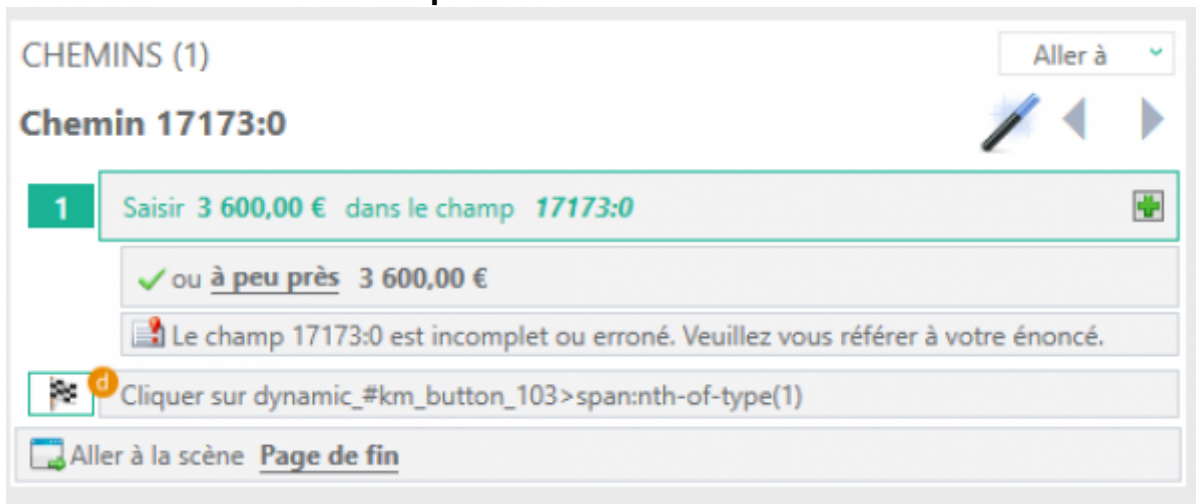 CHEMINS (1)
Aller à
Chemin 17173:0
1 Saisir 3 600,00 € dans le champ 17173:0
ou à peu près 3 600,00 €
Le champ 17173:0 est incomplet ou erroné. Veuillez vous référer à votre énoncé.
d Cliquer sur dynamic_#km_button_103>span:nth-of-type(1)
Aller à la scène Page de fin